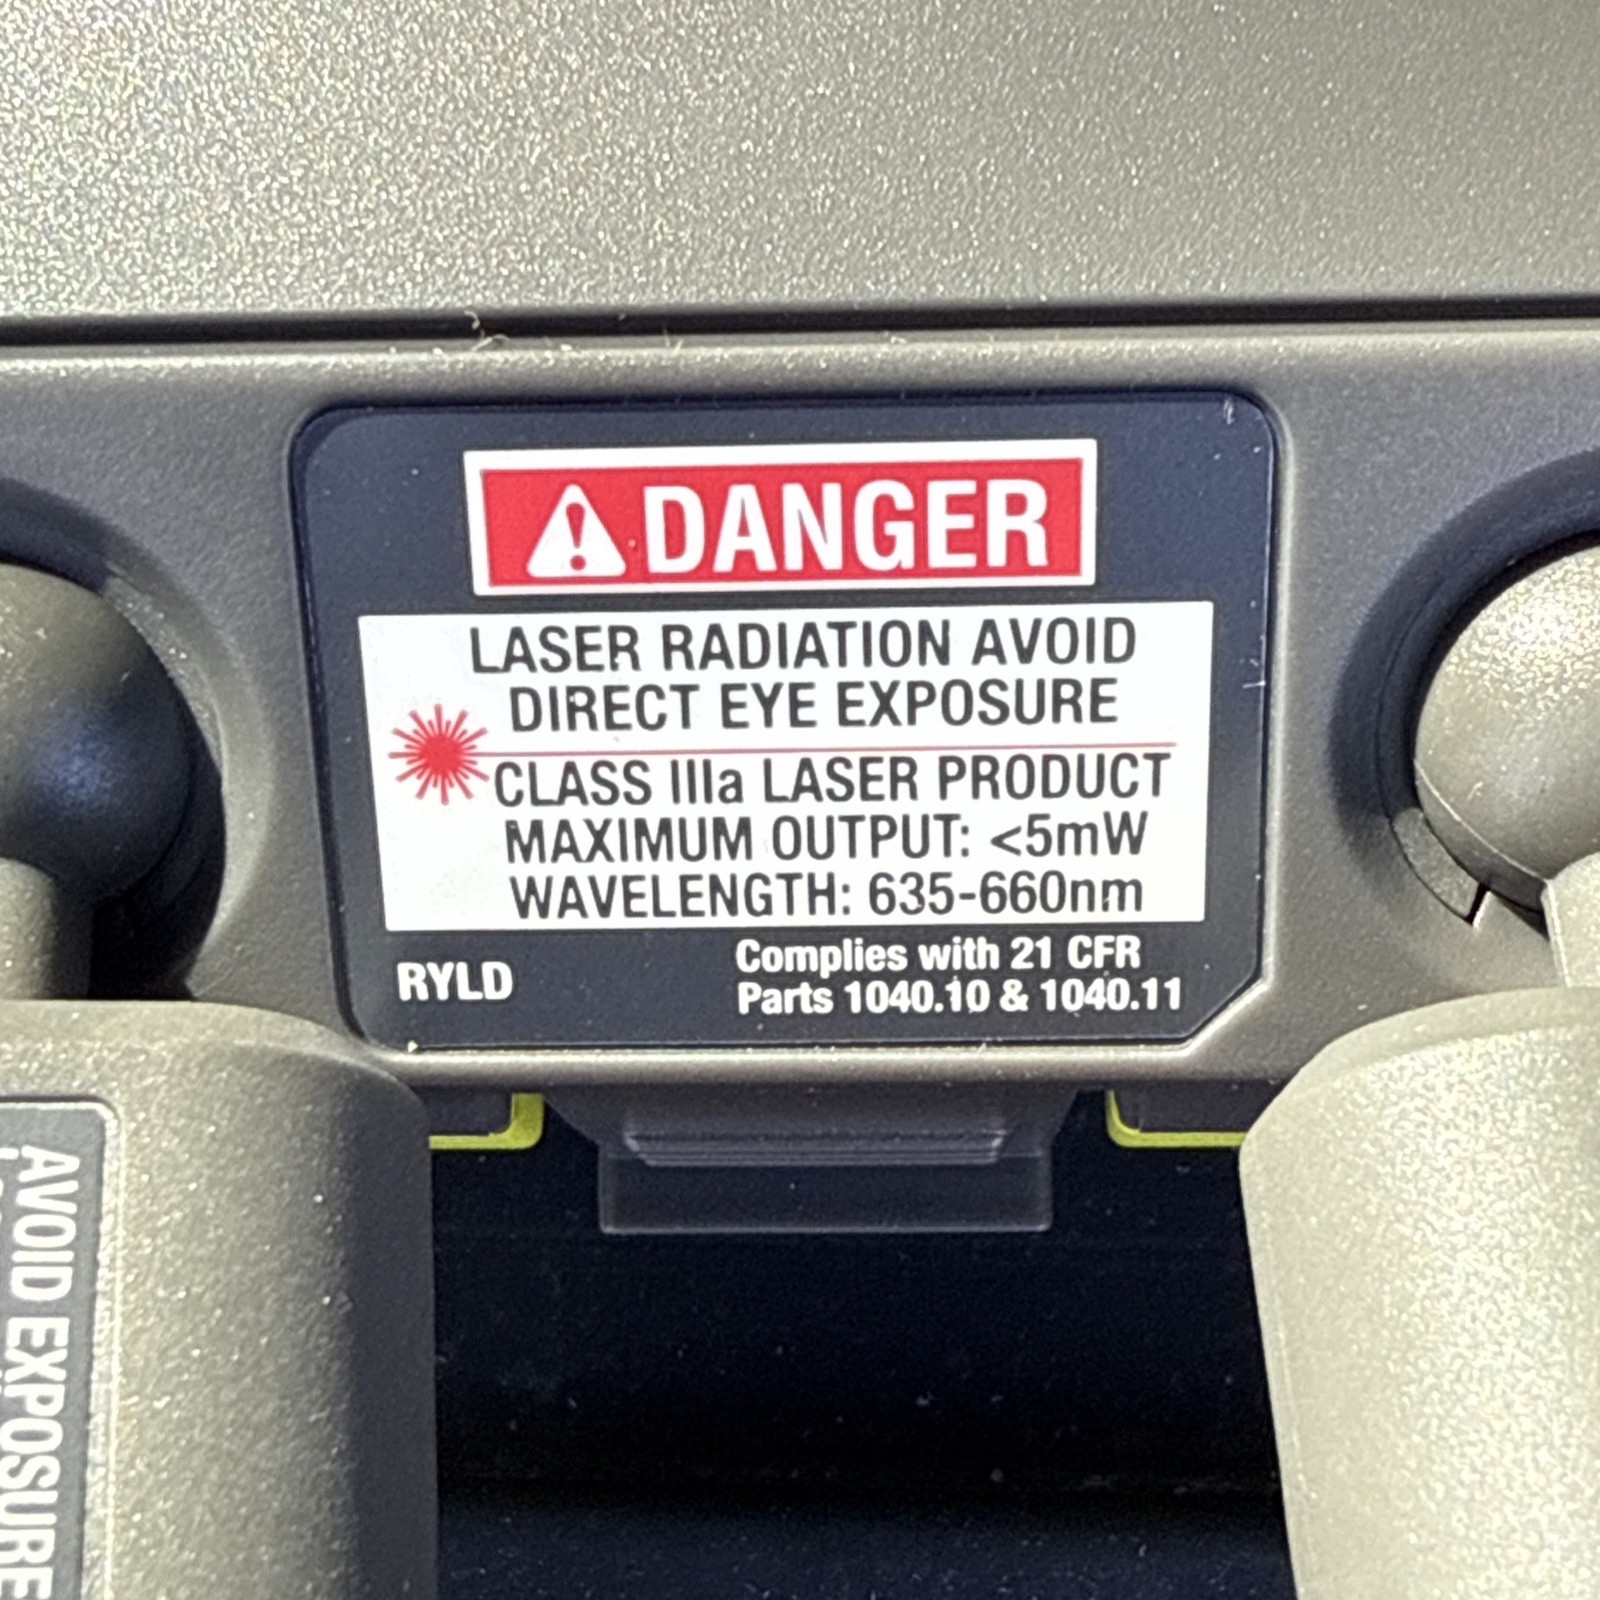 DANGER
LASER RADIATION AVOID
DIRECT EYE EXPOSURE
CLASS IIIa LASER PRODUCT
MAXIMUM OUTPUT: <5mW
WAVELENGTH: 635-660nm
RYLD
Complies with 21 CFR
Parts 1040.10 & 1040.11
AVOID EXPOSURE